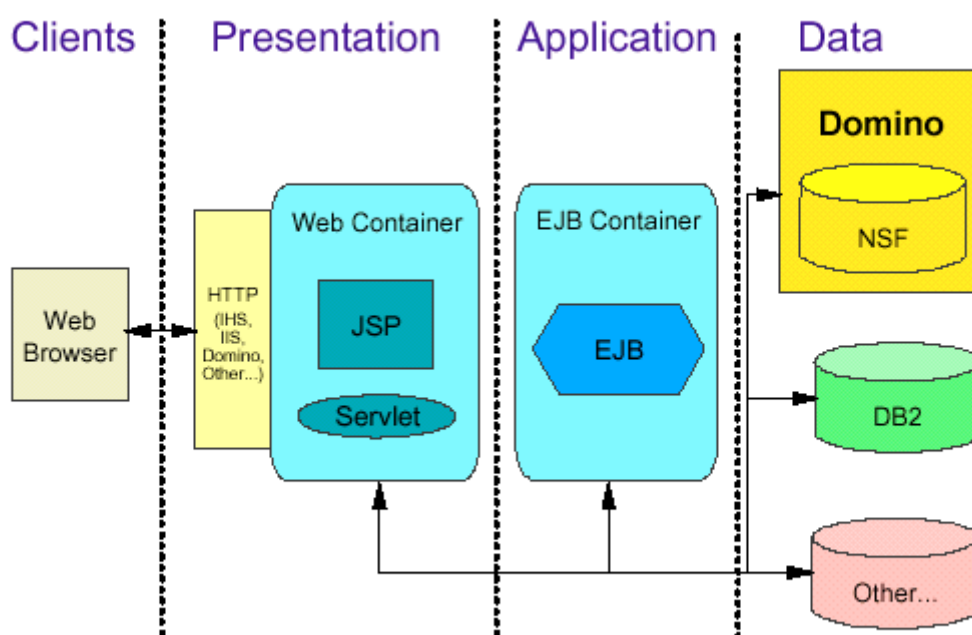 Clients
Presentation
Application
Data
Web
Browser
HTTP
(IHS,
IIS,
Domino,
Other...)
Web Container
JSP
Servlet
EJB Container
EJB
Domino
NSF
DB2
Other...